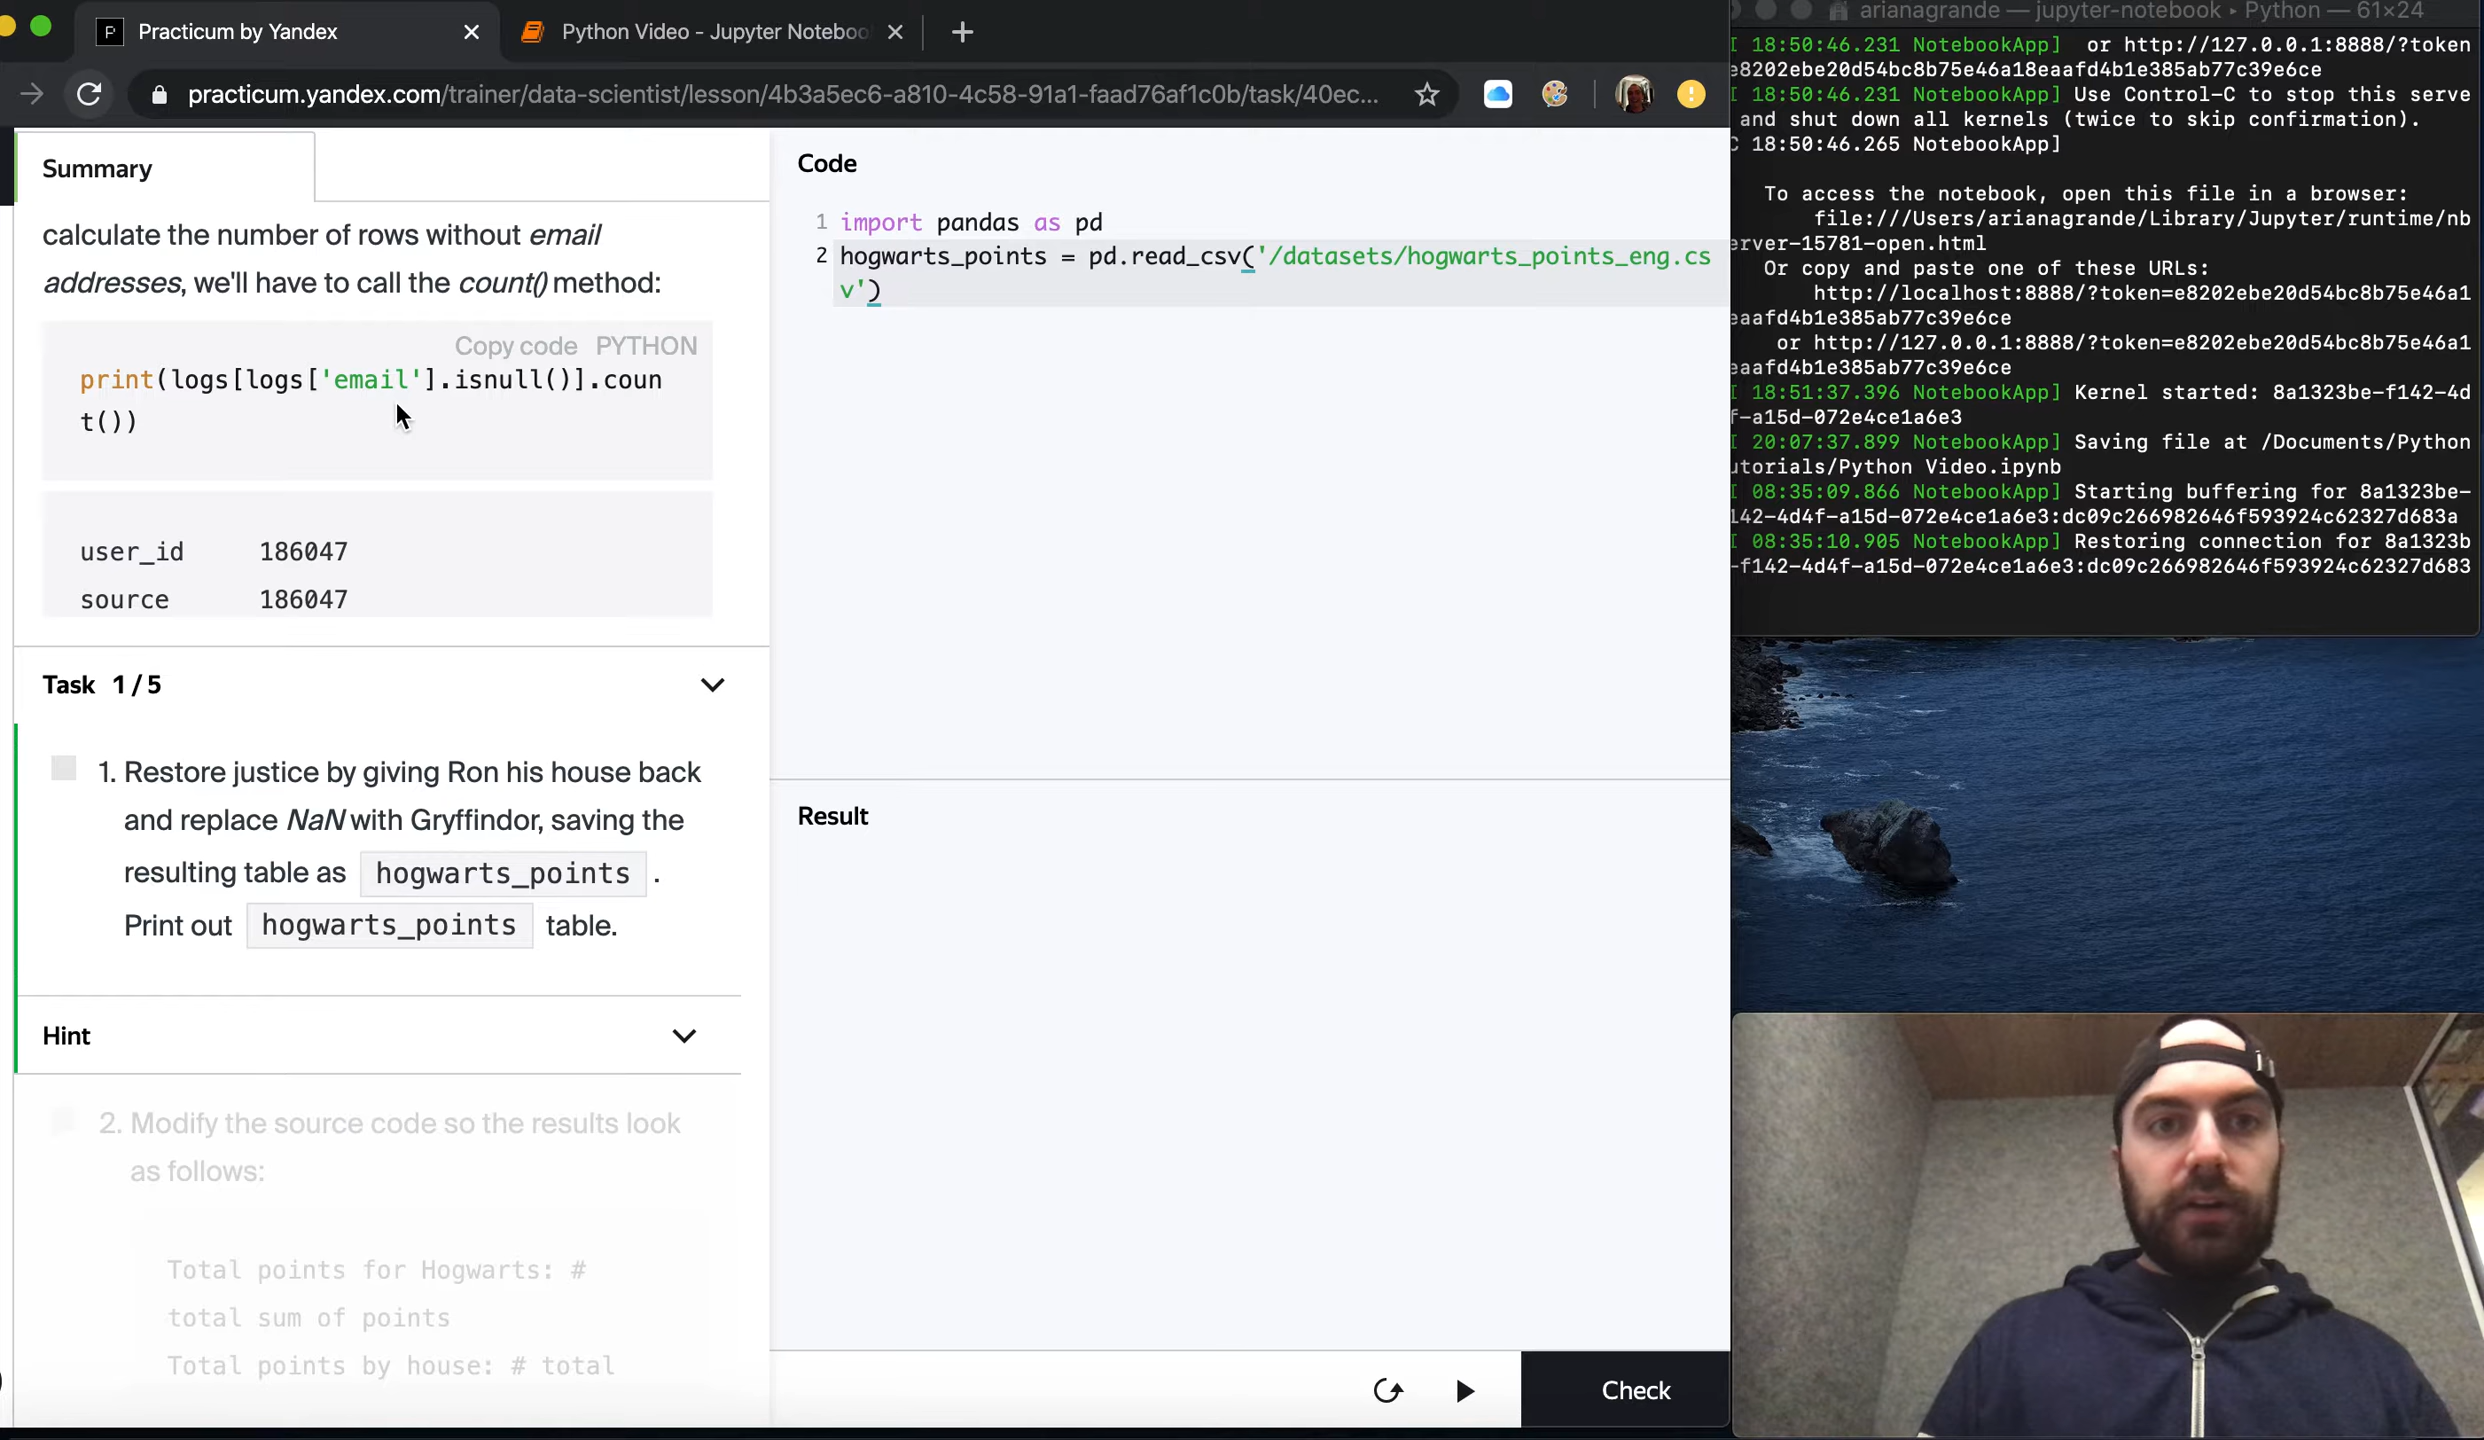 Practicum by Yandex
Python Video - Jupyter Noteboo
practicum.yandex.com/trainer/data-scientist/lesson/4b3a5ec6-a810-4c58-91a1-faad76af1c0b/task/40ec...
Summary
calculate the number of rows without email
addresses, we'll have to call the count() method:
Copy code PYTHON
print(logs[logs['email'].isnull()].coun
t())
user_id 186047
source 186047
Task 1 / 5
1. Restore justice by giving Ron his house back
and replace NaN with Gryffindor, saving the
resulting table as hogwarts_points .
Print out hogwarts_points table.
Hint
2. Modify the source code so the results look
as follows:
Total points for Hogwarts: #
total sum of points
Total points by house: # total
Code
1 import pandas as pd
2 hogwarts_points = pd.read_csv('/datasets/hogwarts_points_eng.cs
v')
Result
Check
arianagrande — jupyter-notebook ▸ Python — 61×24
I 18:50:46.231 NotebookApp] or http://127.0.0.1:8888/?token
e8202ebe20d54bc8b75e46a18eaafd4b1e385ab77c39e6ce
I 18:50:46.231 NotebookApp] Use Control-C to stop this serve
and shut down all kernels (twice to skip confirmation).
C 18:50:46.265 NotebookApp]
To access the notebook, open this file in a browser:
file:///Users/arianagrande/Library/Jupyter/runtime/nb
erver-15781-open.html
Or copy and paste one of these URLs:
http://localhost:8888/?token=e8202ebe20d54bc8b75e46a1
eaafd4b1e385ab77c39e6ce
or http://127.0.0.1:8888/?token=e8202ebe20d54bc8b75e46a1
eaafd4b1e385ab77c39e6ce
I 18:51:37.396 NotebookApp] Kernel started: 8a1323be-f142-4d
f-a15d-072e4ce1a6e3
I 20:07:37.899 NotebookApp] Saving file at /Documents/Python
utorials/Python Video.ipynb
I 08:35:09.866 NotebookApp] Starting buffering for 8a1323be-
142-4d4f-a15d-072e4ce1a6e3:dc09c266982646f593924c62327d683a
I 08:35:10.905 NotebookApp] Restoring connection for 8a1323b
-f142-4d4f-a15d-072e4ce1a6e3:dc09c266982646f593924c62327d683